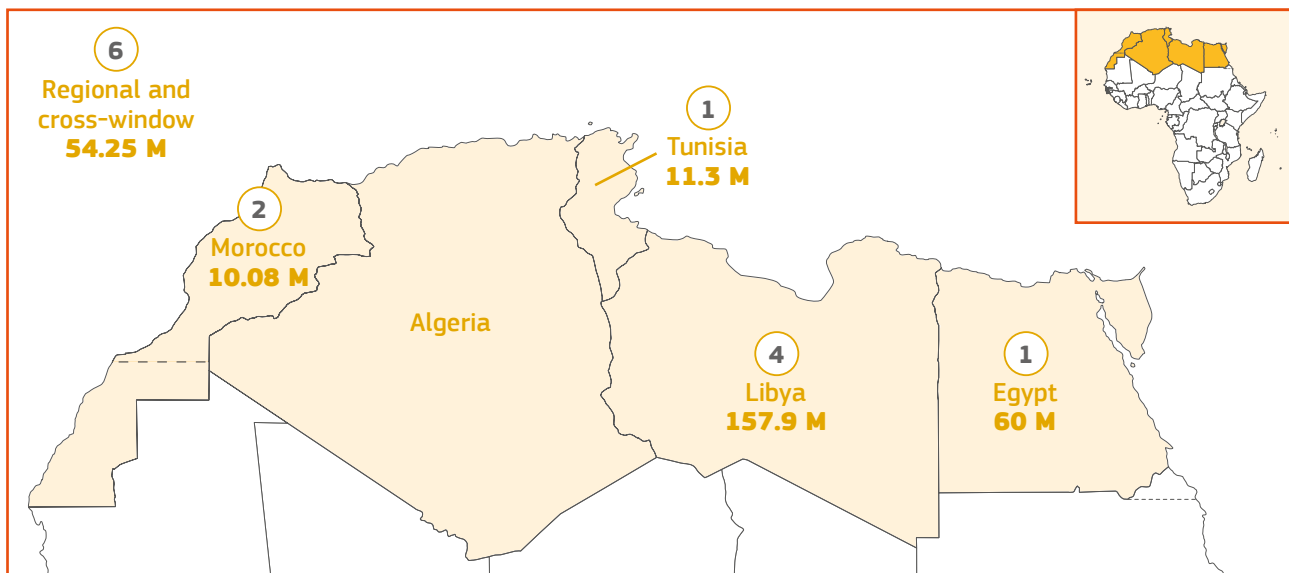 6
Regional and
cross-window
54.25 M
1
Tunisia
11.3 M
2
Morocco
10.08 M
Algeria
4
Libya
157.9 M
1
Egypt
60 M